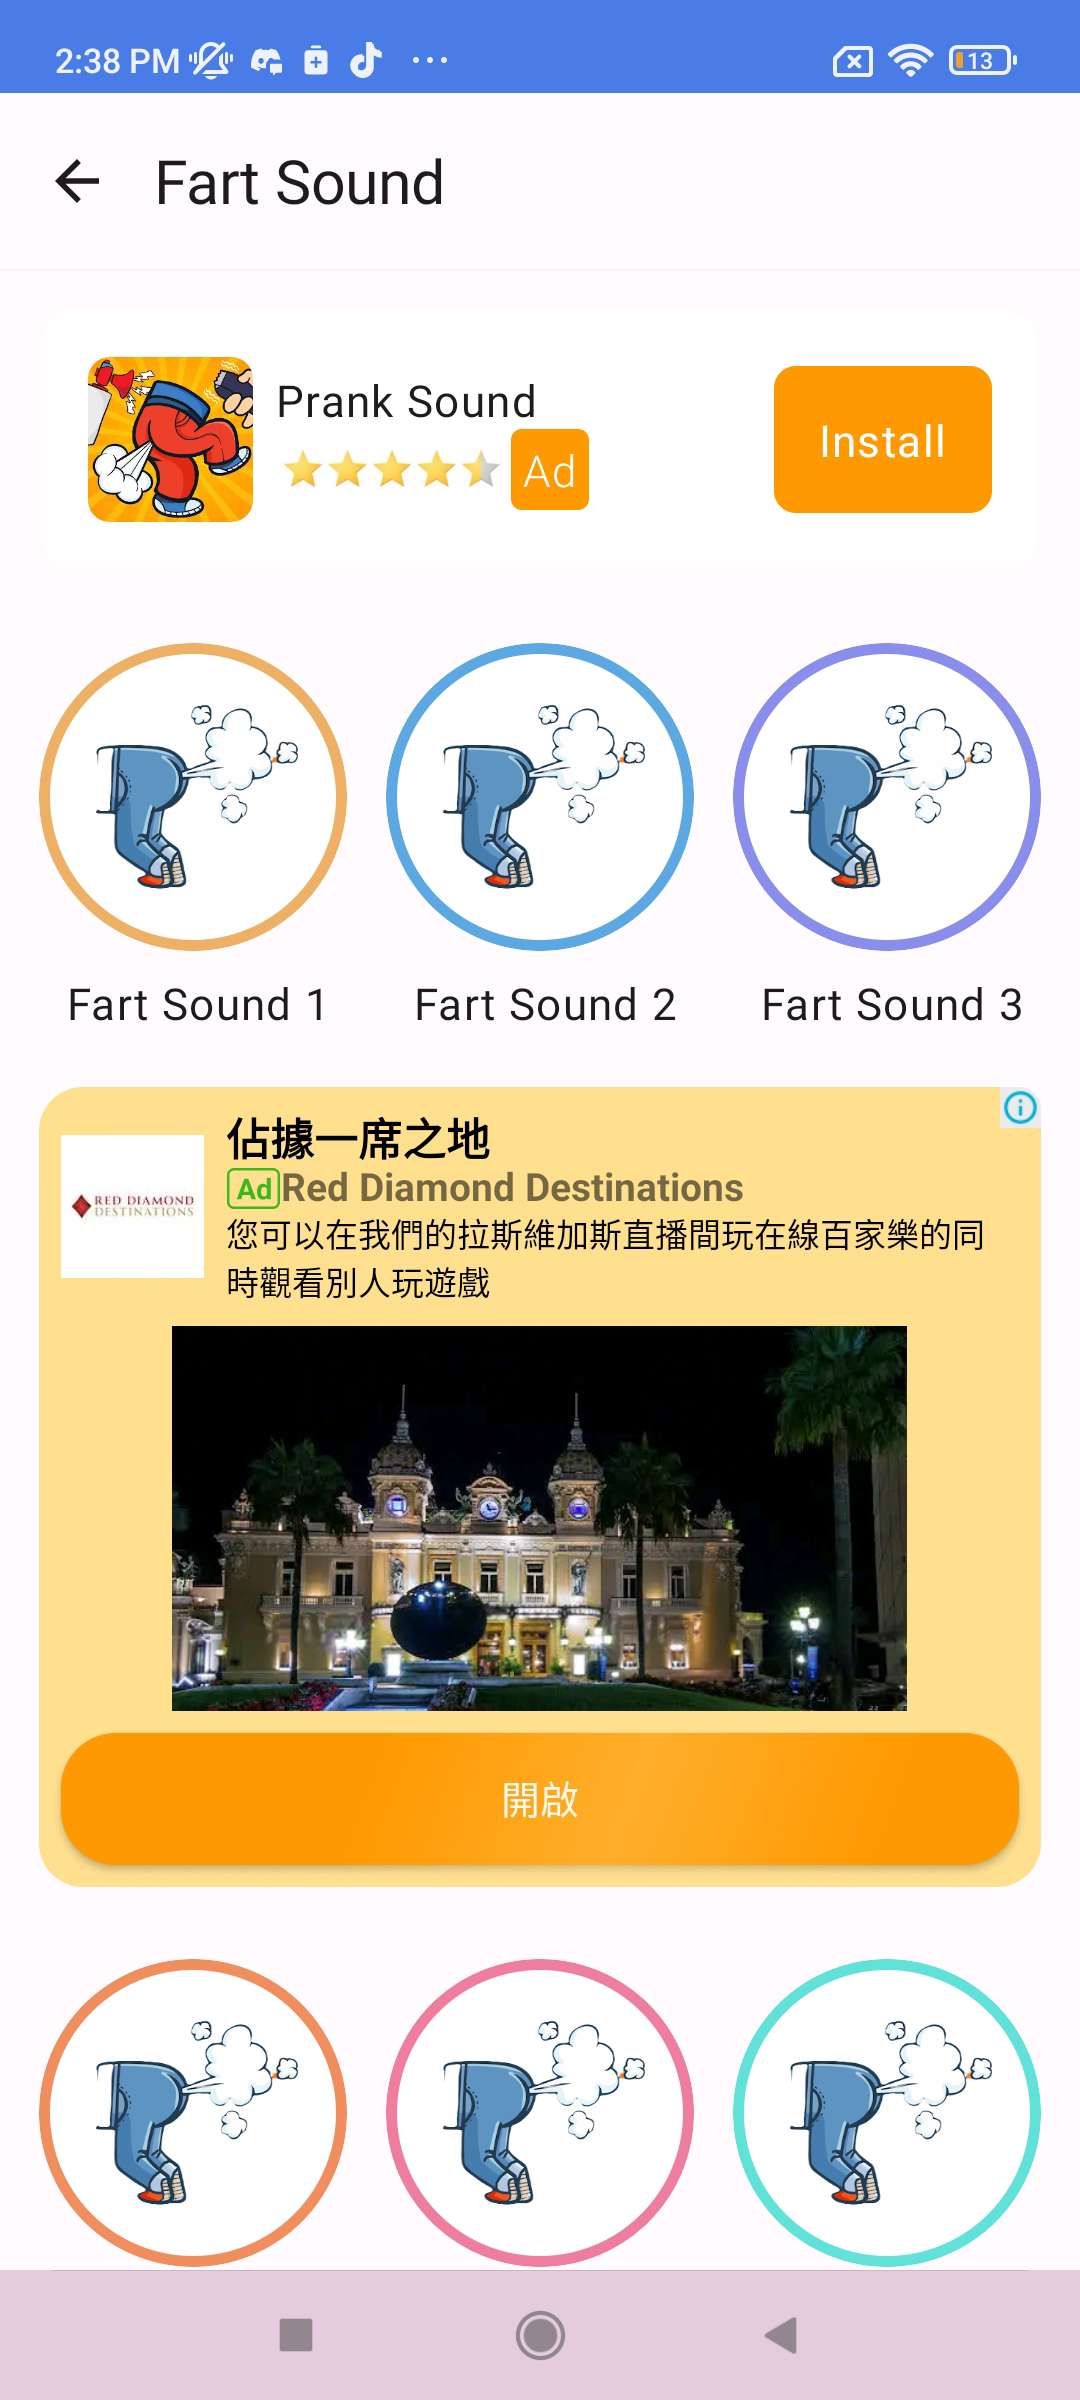 2:38 PM
13
Fart Sound
Prank Sound
Ad
Install
Fart Sound 1
Fart Sound 2
Fart Sound 3
佔據一席之地
Ad Red Diamond Destinations
RED DIAMOND
DESTINATIONS
您可以在我們的拉斯維加斯直播間玩在線百家樂的同
時觀看別人玩遊戲
開啟